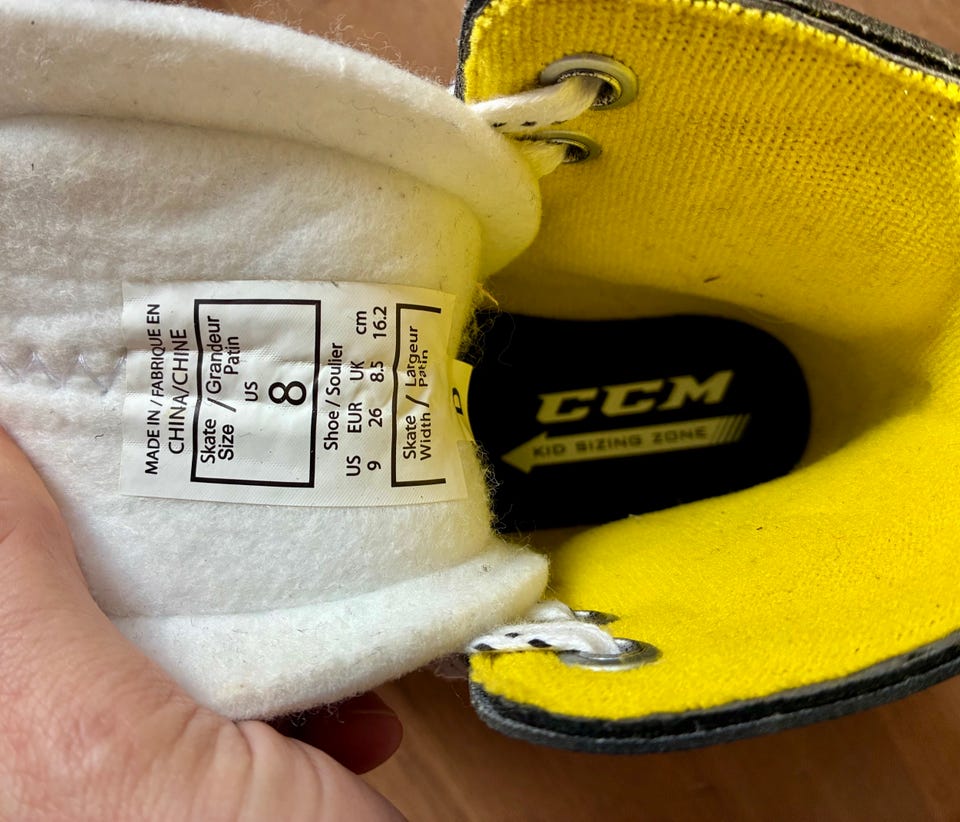 MADE IN / FABRIQUE EN
CHINA/CHINE
Skate / Grandeur
Size / Patin
US
8
Shoe / Soulier
US EUR UK cm
9 26 8.5 16.2
Skate / Largeur
Width / Patin
D
CCM
KID SIZING ZONE